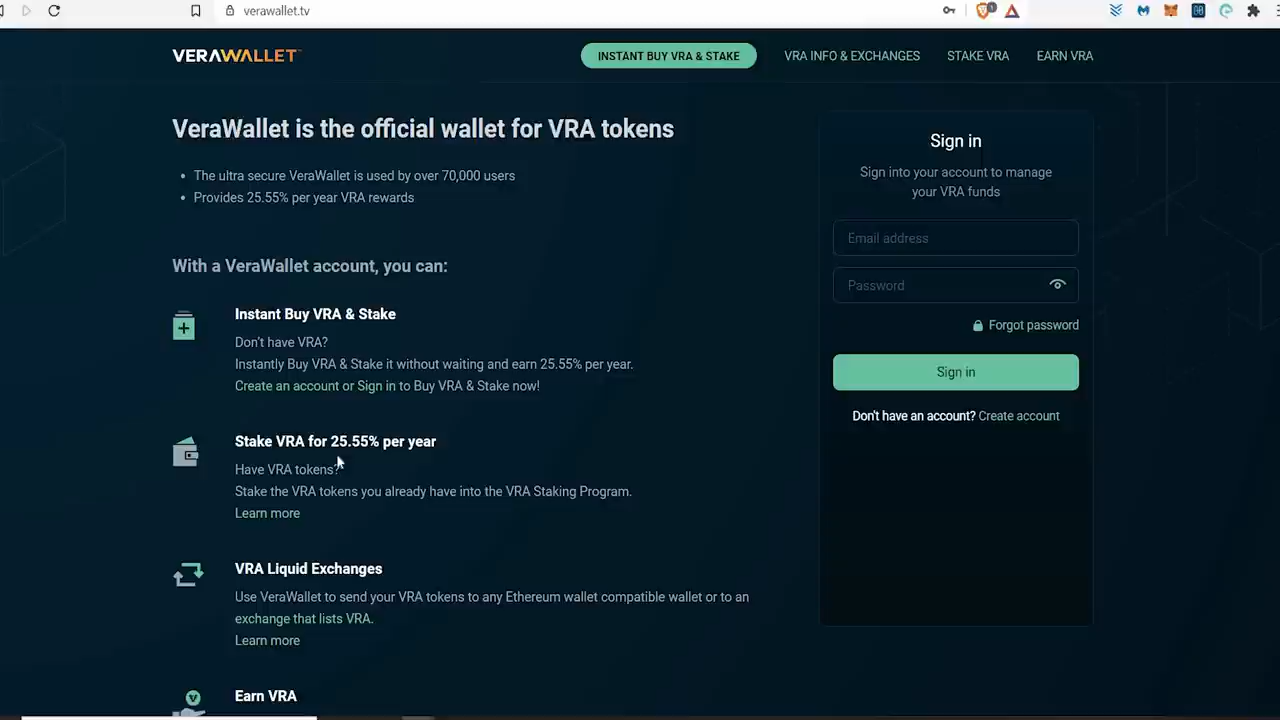 verawallet.tv
VERAWALLET
INSTANT BUY VRA & STAKE
VRA INFO & EXCHANGES
STAKE VRA
EARN VRA
VeraWallet is the official wallet for VRA tokens
• The ultra secure VeraWallet is used by over 70,000 users
• Provides 25.55% per year VRA rewards
With a VeraWallet account, you can:
Instant Buy VRA & Stake
Don't have VRA?
Instantly Buy VRA & Stake it without waiting and earn 25.55% per year.
Create an account or Sign in to Buy VRA & Stake now!
Stake VRA for 25.55% per year
Have VRA tokens?
Stake the VRA tokens you already have into the VRA Staking Program.
Learn more
VRA Liquid Exchanges
Use VeraWallet to send your VRA tokens to any Ethereum wallet compatible wallet or to an
exchange that lists VRA.
Learn more
Earn VRA
Sign in
Sign into your account to manage
your VRA funds
Email address
Password
Forgot password
Sign in
Don't have an account? Create account